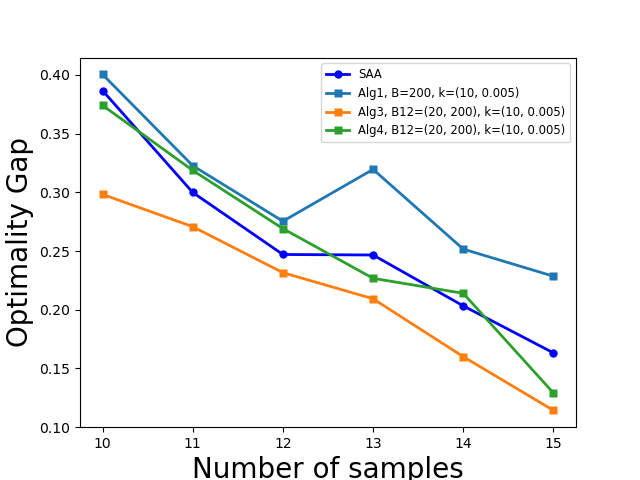 0.40
0.35
0.30
0.25
0.20
0.15
0.10
10 11 12 13 14 15
Optimality Gap
Number of samples
SAA
Alg1, B=200, k=(10, 0.005)
Alg3, B12=(20, 200), k=(10, 0.005)
Alg4, B12=(20, 200), k=(10, 0.005)